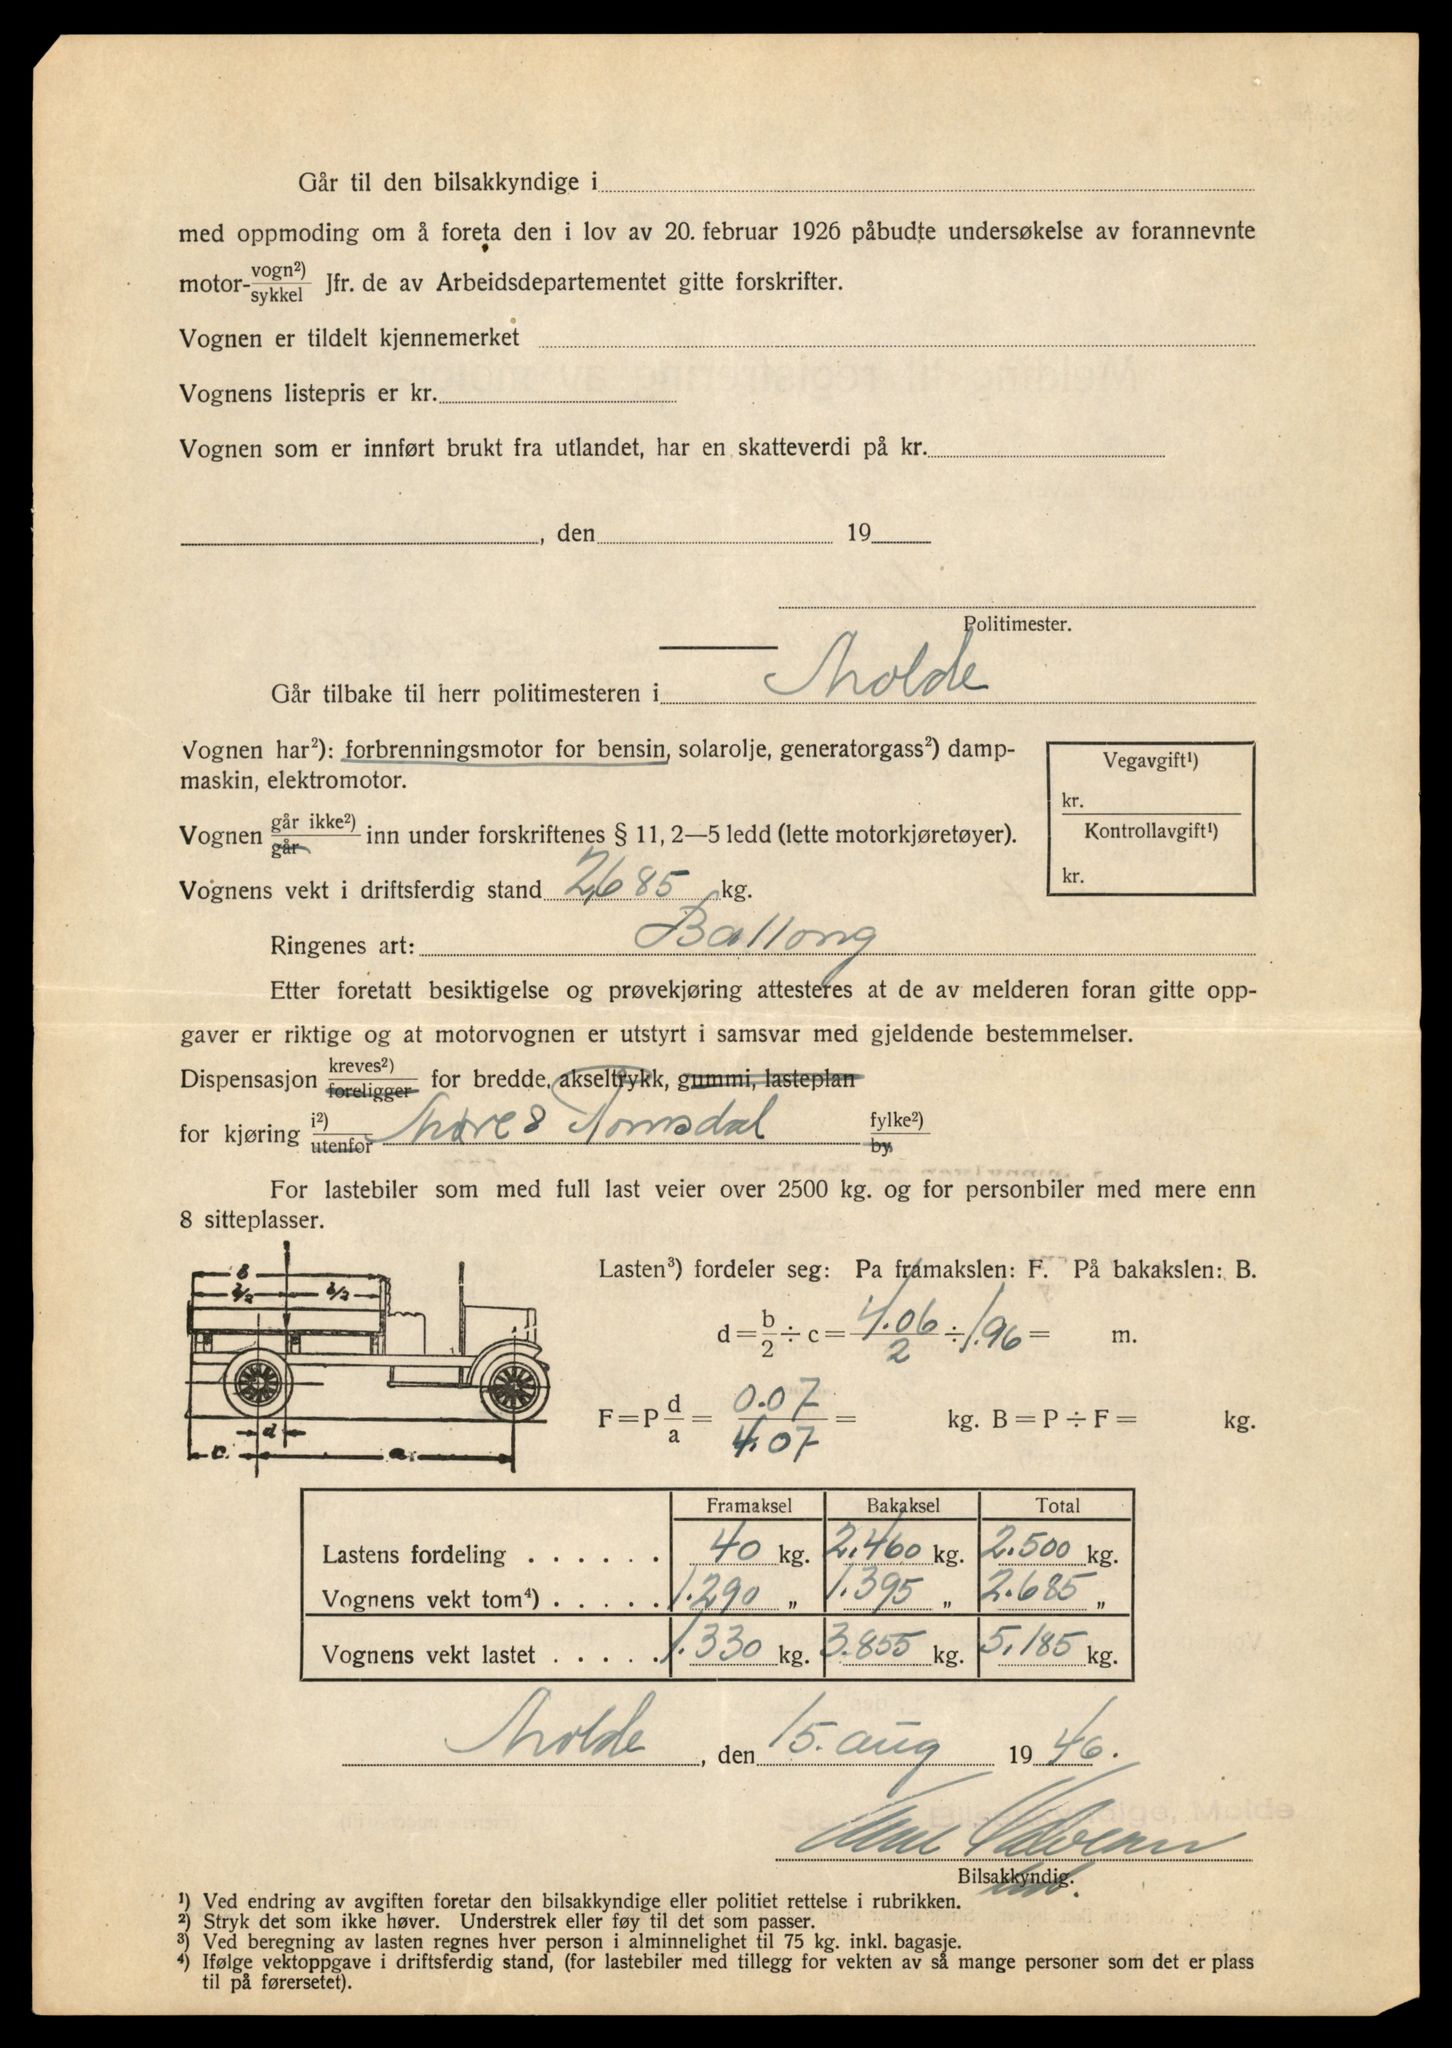 Går til den bilsakkyndige i
med oppmoding om å foreta den i lov av 20. februar 1926 påbudte undersøkelse av forannevnte
motor- vogn²) / sykkel Jfr. de av Arbeidsdepartementet gitte forskrifter.
Vognen er tildelt kjennemerket
Vognens listepris er kr.
Vognen som er innført brukt fra utlandet, har en skatteverdi på kr.
, den 19
Politimester.
Går tilbake til herr politimesteren i Molde
Vognen har²): forbrenningsmotor for bensin, solarolje, generatorgass²) damp-
maskin, elektromotor.
Vegavgift¹)
kr.
Kontrollavgift¹)
kr.
Vognen går ikke²) / går inn under forskriftenes § 11, 2—5 ledd (lette motorkjøretøyer).
Vognens vekt i driftsferdig stand 2685 kg.
Ringenes art: Ballong
Etter foretatt besiktigelse og prøvekjøring attesteres at de av melderen foran gitte opp-
gaver er riktige og at motorvognen er utstyrt i samsvar med gjeldende bestemmelser.
Dispensasjon kreves²) / foreligger for bredde, akseltrykk, gummi, lasteplan
for kjøring i²) / utenfor Møre & Romsdal fylke²) / by
For lastebiler som med full last veier over 2500 kg. og for personbiler med mere enn
8 sitteplasser.
Lasten³) fordeler seg: Pa framakslen: F. På bakakslen: B.
d = b/2 ÷ c = 4.06/2 ÷ 1.96 = m.
F = P d/a = 0.07/4.07 = kg. B = P ÷ F = kg.
b
b/2 b/2
d
c. a.
Framaksel Bakaksel Total
Lastens fordeling . . . . . . 40 kg. 2.460 kg. 2.500 kg.
Vognens vekt tom⁴) . . . . . 1.290 „ 1.395 „ 2.685 „
Vognens vekt lastet . . . . . 1.330 kg. 3.855 kg. 5.185 kg.
Molde, den 15. aug 19 46.
Bilsakkyndig.
¹) Ved endring av avgiften foretar den bilsakkyndige eller politiet rettelse i rubrikken.
²) Stryk det som ikke høver. Understrek eller føy til det som passer.
³) Ved beregning av lasten regnes hver person i alminnelighet til 75 kg. inkl. bagasje.
⁴) Ifølge vektoppgave i driftsferdig stand, (for lastebiler med tillegg for vekten av så mange personer som det er plass
til på førersetet).